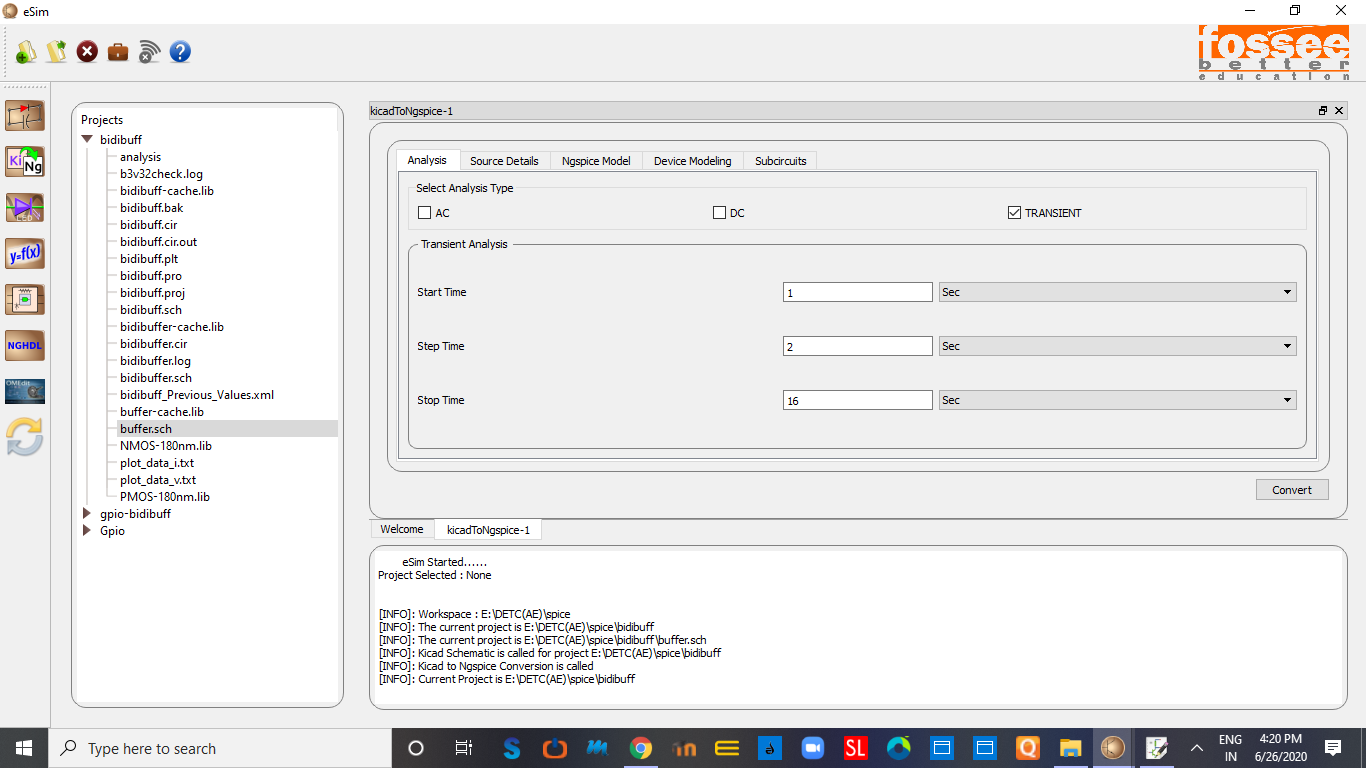 eSim
fossee
better
education
Projects
bidibuff
analysis
b3v32check.log
bidibuff-cache.lib
bidibuff.bak
bidibuff.cir
bidibuff.cir.out
bidibuff.plt
bidibuff.pro
bidibuff.proj
bidibuff.sch
bidibuffer-cache.lib
bidibuffer.cir
bidibuffer.log
bidibuffer.sch
bidibuff_Previous_Values.xml
buffer-cache.lib
buffer.sch
NMOS-180nm.lib
plot_data_i.txt
plot_data_v.txt
PMOS-180nm.lib
gpio-bidibuff
Gpio
Ki Ng
y=f(x)
NGHDL
OMEdit
kicadToNgspice-1
Analysis Source Details Ngspice Model Device Modeling Subcircuits
Select Analysis Type
AC DC TRANSIENT
Transient Analysis
Start Time 1 Sec
Step Time 2 Sec
Stop Time 16 Sec
Convert
Welcome kicadToNgspice-1
eSim Started......
Project Selected : None
[INFO]: Workspace : E:\DETC(AE)\spice
[INFO]: The current project is E:\DETC(AE)\spice\bidibuff
[INFO]: The current project is E:\DETC(AE)\spice\bidibuff\buffer.sch
[INFO]: Kicad Schematic is called for project E:\DETC(AE)\spice\bidibuff
[INFO]: Kicad to Ngspice Conversion is called
[INFO]: Current Project is E:\DETC(AE)\spice\bidibuff
Type here to search
SL
ENG 4:20 PM
IN 6/26/2020